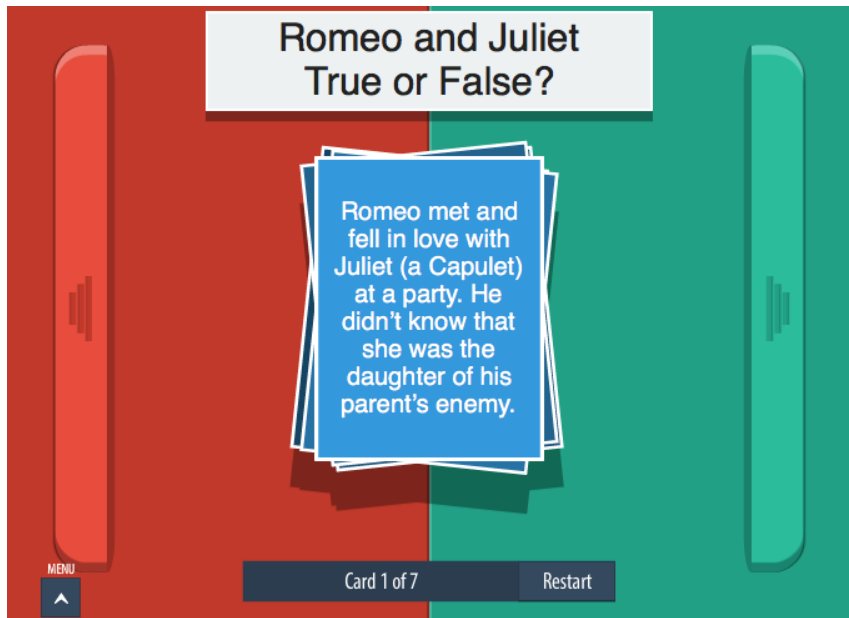 Romeo and Juliet
True or False?
Romeo met and
fell in love with
Juliet (a Capulet)
at a party. He
didn’t know that
she was the
daughter of his
parent’s enemy.
MENU
Card 1 of 7
Restart